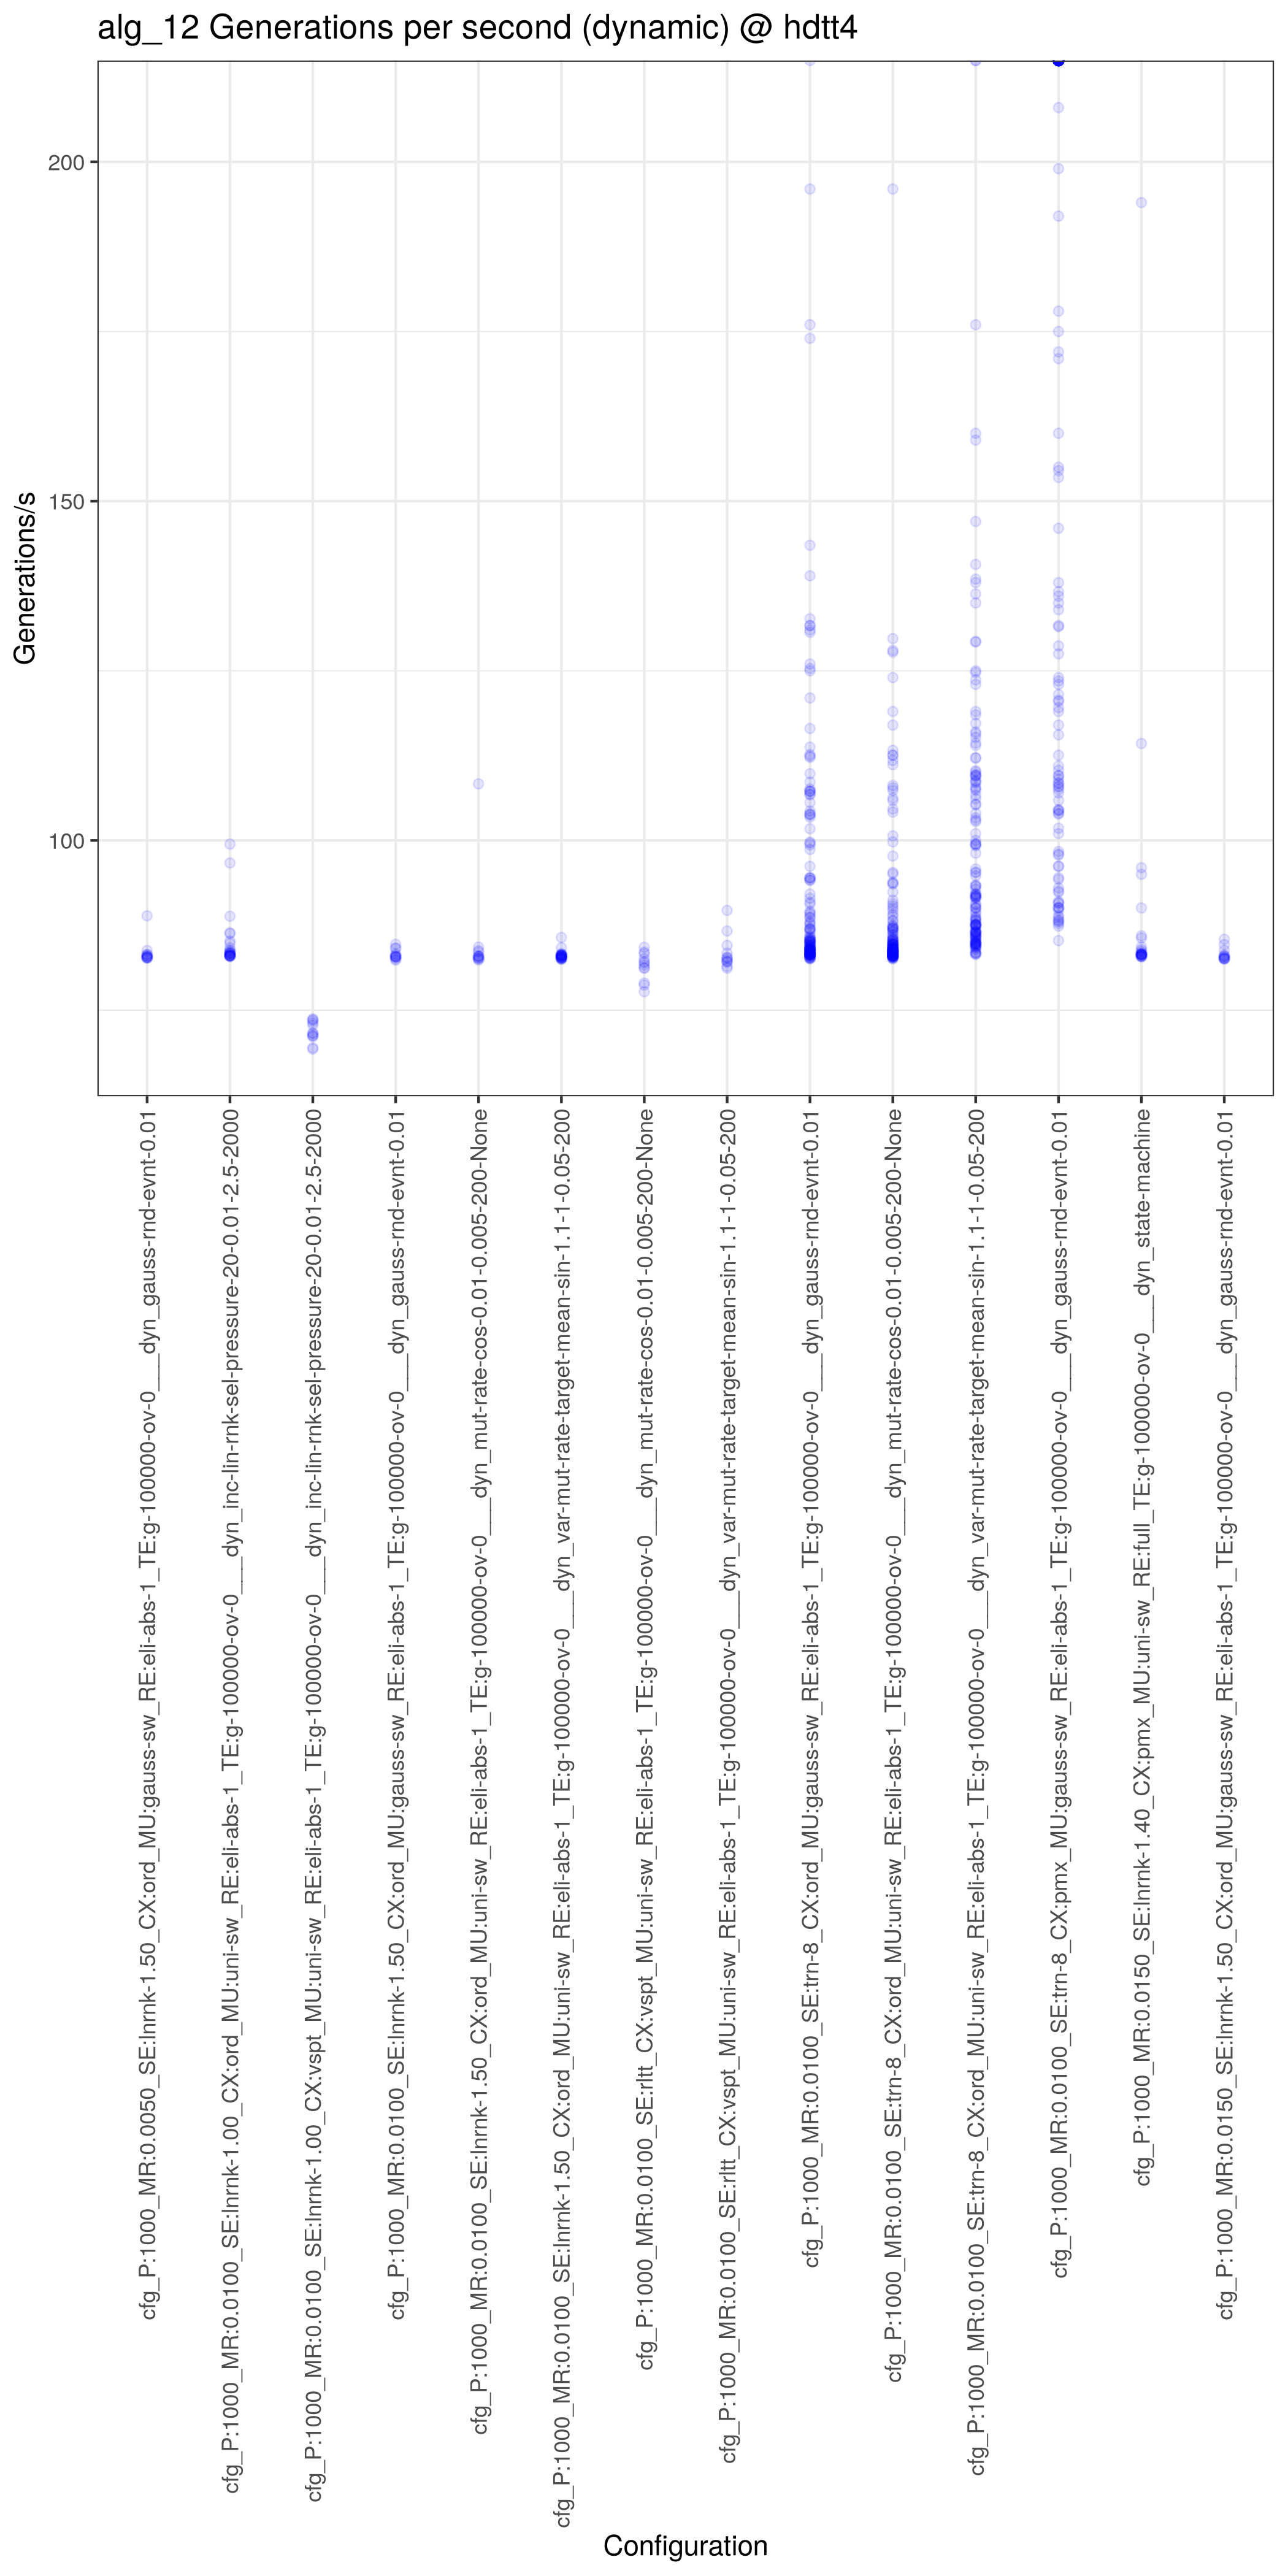 alg_12 Generations per second (dynamic) @ hdtt4
Generations/s
200
150
100
cfg_P:1000_MR:0.0050_SE:lnrnk-1.50_CX:ord_MU:gauss-sw_RE:eli-abs-1_TE:g-100000-ov-0___dyn_gauss-rnd-evnt-0.01
cfg_P:1000_MR:0.0100_SE:lnrnk-1.00_CX:ord_MU:uni-sw_RE:eli-abs-1_TE:g-100000-ov-0___dyn_inc-lin-rnk-sel-pressure-20-0.01-2.5-2000
cfg_P:1000_MR:0.0100_SE:lnrnk-1.00_CX:vspt_MU:uni-sw_RE:eli-abs-1_TE:g-100000-ov-0___dyn_inc-lin-rnk-sel-pressure-20-0.01-2.5-2000
cfg_P:1000_MR:0.0100_SE:lnrnk-1.50_CX:ord_MU:gauss-sw_RE:eli-abs-1_TE:g-100000-ov-0___dyn_gauss-rnd-evnt-0.01
cfg_P:1000_MR:0.0100_SE:lnrnk-1.50_CX:ord_MU:uni-sw_RE:eli-abs-1_TE:g-100000-ov-0___dyn_mut-rate-cos-0.01-0.005-200-None
cfg_P:1000_MR:0.0100_SE:lnrnk-1.50_CX:ord_MU:uni-sw_RE:eli-abs-1_TE:g-100000-ov-0___dyn_var-mut-rate-target-mean-sin-1.1-1-0.05-200
cfg_P:1000_MR:0.0100_SE:rltt_CX:vspt_MU:uni-sw_RE:eli-abs-1_TE:g-100000-ov-0___dyn_mut-rate-cos-0.01-0.005-200-None
cfg_P:1000_MR:0.0100_SE:rltt_CX:vspt_MU:uni-sw_RE:eli-abs-1_TE:g-100000-ov-0___dyn_var-mut-rate-target-mean-sin-1.1-1-0.05-200
cfg_P:1000_MR:0.0100_SE:trn-8_CX:ord_MU:gauss-sw_RE:eli-abs-1_TE:g-100000-ov-0___dyn_gauss-rnd-evnt-0.01
cfg_P:1000_MR:0.0100_SE:trn-8_CX:ord_MU:uni-sw_RE:eli-abs-1_TE:g-100000-ov-0___dyn_mut-rate-cos-0.01-0.005-200-None
cfg_P:1000_MR:0.0100_SE:trn-8_CX:ord_MU:uni-sw_RE:eli-abs-1_TE:g-100000-ov-0___dyn_var-mut-rate-target-mean-sin-1.1-1-0.05-200
cfg_P:1000_MR:0.0100_SE:trn-8_CX:pmx_MU:gauss-sw_RE:eli-abs-1_TE:g-100000-ov-0___dyn_gauss-rnd-evnt-0.01
cfg_P:1000_MR:0.0150_SE:lnrnk-1.40_CX:pmx_MU:uni-sw_RE:full_TE:g-100000-ov-0___dyn_state-machine
cfg_P:1000_MR:0.0150_SE:lnrnk-1.50_CX:ord_MU:gauss-sw_RE:eli-abs-1_TE:g-100000-ov-0___dyn_gauss-rnd-evnt-0.01
Configuration